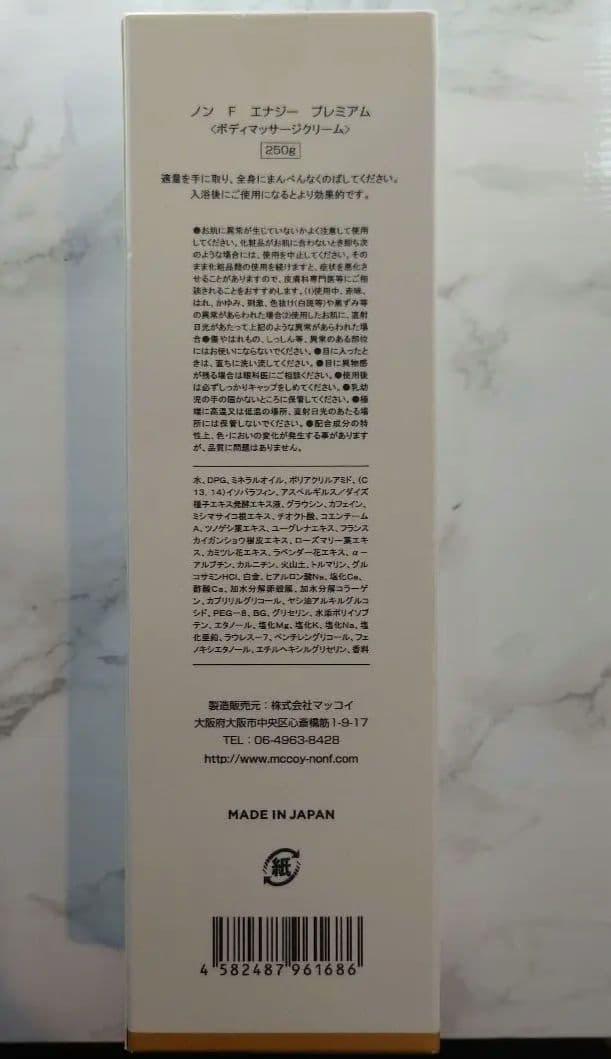 ノン F エナジー プレミアム
〈ボディマッサージクリーム〉
250g
適量を手に取り、全身にまんべんなくのばしてください。
入浴後にご使用になるとより効果的です。
●お肌に異常が生じていないかよく注意して使用
してください。化粧品がお肌に合わないとき即ち次
のような場合には、使用を中止してください。その
まま化粧品類の使用を続けますと、症状を悪化さ
せることがありますので、皮膚科専門医等にご相
談されることをおすすめします。(1)使用中、赤味、
はれ、かゆみ、刺激、色抜け(白斑等)や黒ずみ等
の異常があらわれた場合(2)使用したお肌に、直射
日光があたって上記のような異常があらわれた場
合●傷やはれもの、しっしん等、異常のある部位
にはお使いにならないでください。●目に入ったと
きは、直ちに洗い流してください。●目に異物感
が残る場合は眼科医にご相談ください。●使用後
は必ずしっかりキャップをしめてください。●乳幼
児の手の届かないところに保管してください。●極
端に高温又は低温の場所、直射日光のあたる場
所には保管しないでください。●配合成分の特
性上、色・においの変化が発生する事があります
が、品質に問題はありません。
水、DPG、ミネラルオイル、ポリアクリルアミド、(C
13、14)イソパラフィン、アスペルギルス/ダイズ
種子エキス発酵エキス液、グラウシン、カフェイン、
ミシマサイコ根エキス、チオクト酸、コエンチーム
A、ツノゲシ葉エキス、ユーグレナエキス、フランス
カイガンショウ樹皮エキス、ローズマリー葉エキ
ス、カミツレ花エキス、ラベンダー花エキス、α-
アルブチン、カルニチン、火山土、トルマリン、グル
コサミンHCl、白金、ヒアルロン酸Na、塩化Ca、
酢酸Ca、加水分解卵殻膜、加水分解コラーゲ
ン、カプリリルグリコール、ヤシ油アルキルグルコ
シド、PEG-8、BG、グリセリン、水添ポリイソブ
テン、エタノール、塩化Mg、塩化K、塩化Na、塩
化亜鉛、ラウレス-7、ペンチレングリコール、フェ
ノキシエタノール、エチルヘキシルグリセリン、香料
製造販売元：株式会社マッコイ
大阪府大阪市中央区心斎橋筋1-9-17
TEL：06-4963-8428
http://www.mccoy-nonf.com
MADE IN JAPAN
紙
4 582487 961686